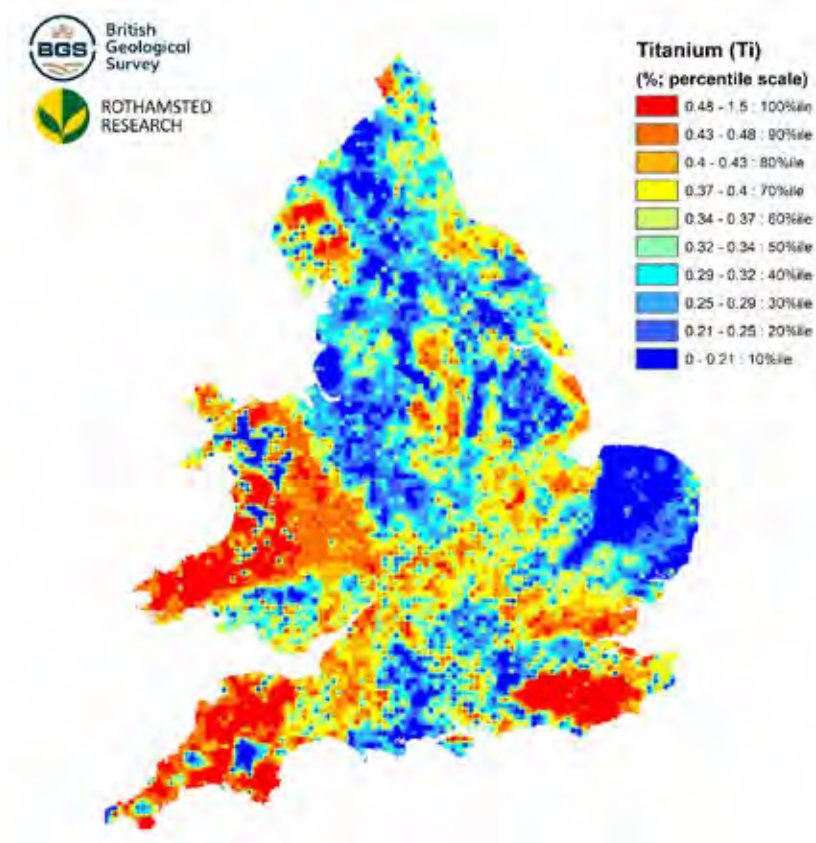 BGS
British
Geological
Survey
ROTHAMSTED
RESEARCH
Titanium (Ti)
(%; percentile scale)
0.48 - 1.5 : 100%ile
0.43 - 0.48 : 90%ile
0.4 - 0.43 : 80%ile
0.37 - 0.4 : 70%ile
0.34 - 0.37 : 60%ile
0.32 - 0.34 : 50%ile
0.29 - 0.32 : 40%ile
0.25 - 0.29 : 30%ile
0.21 - 0.25 : 20%ile
0 - 0.21 : 10%ile